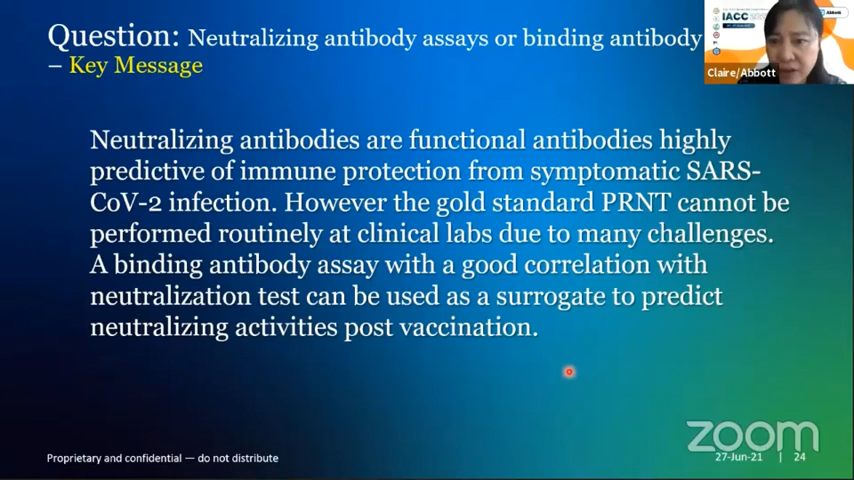 Question: Neutralizing antibody assays or binding antibody
– Key Message
Abbott
IACC
Claire/Abbott
Neutralizing antibodies are functional antibodies highly
predictive of immune protection from symptomatic SARS-
CoV-2 infection. However the gold standard PRNT cannot be
performed routinely at clinical labs due to many challenges.
A binding antibody assay with a good correlation with
neutralization test can be used as a surrogate to predict
neutralizing activities post vaccination.
zoom
Proprietary and confidential — do not distribute
27-Jun-21 | 24